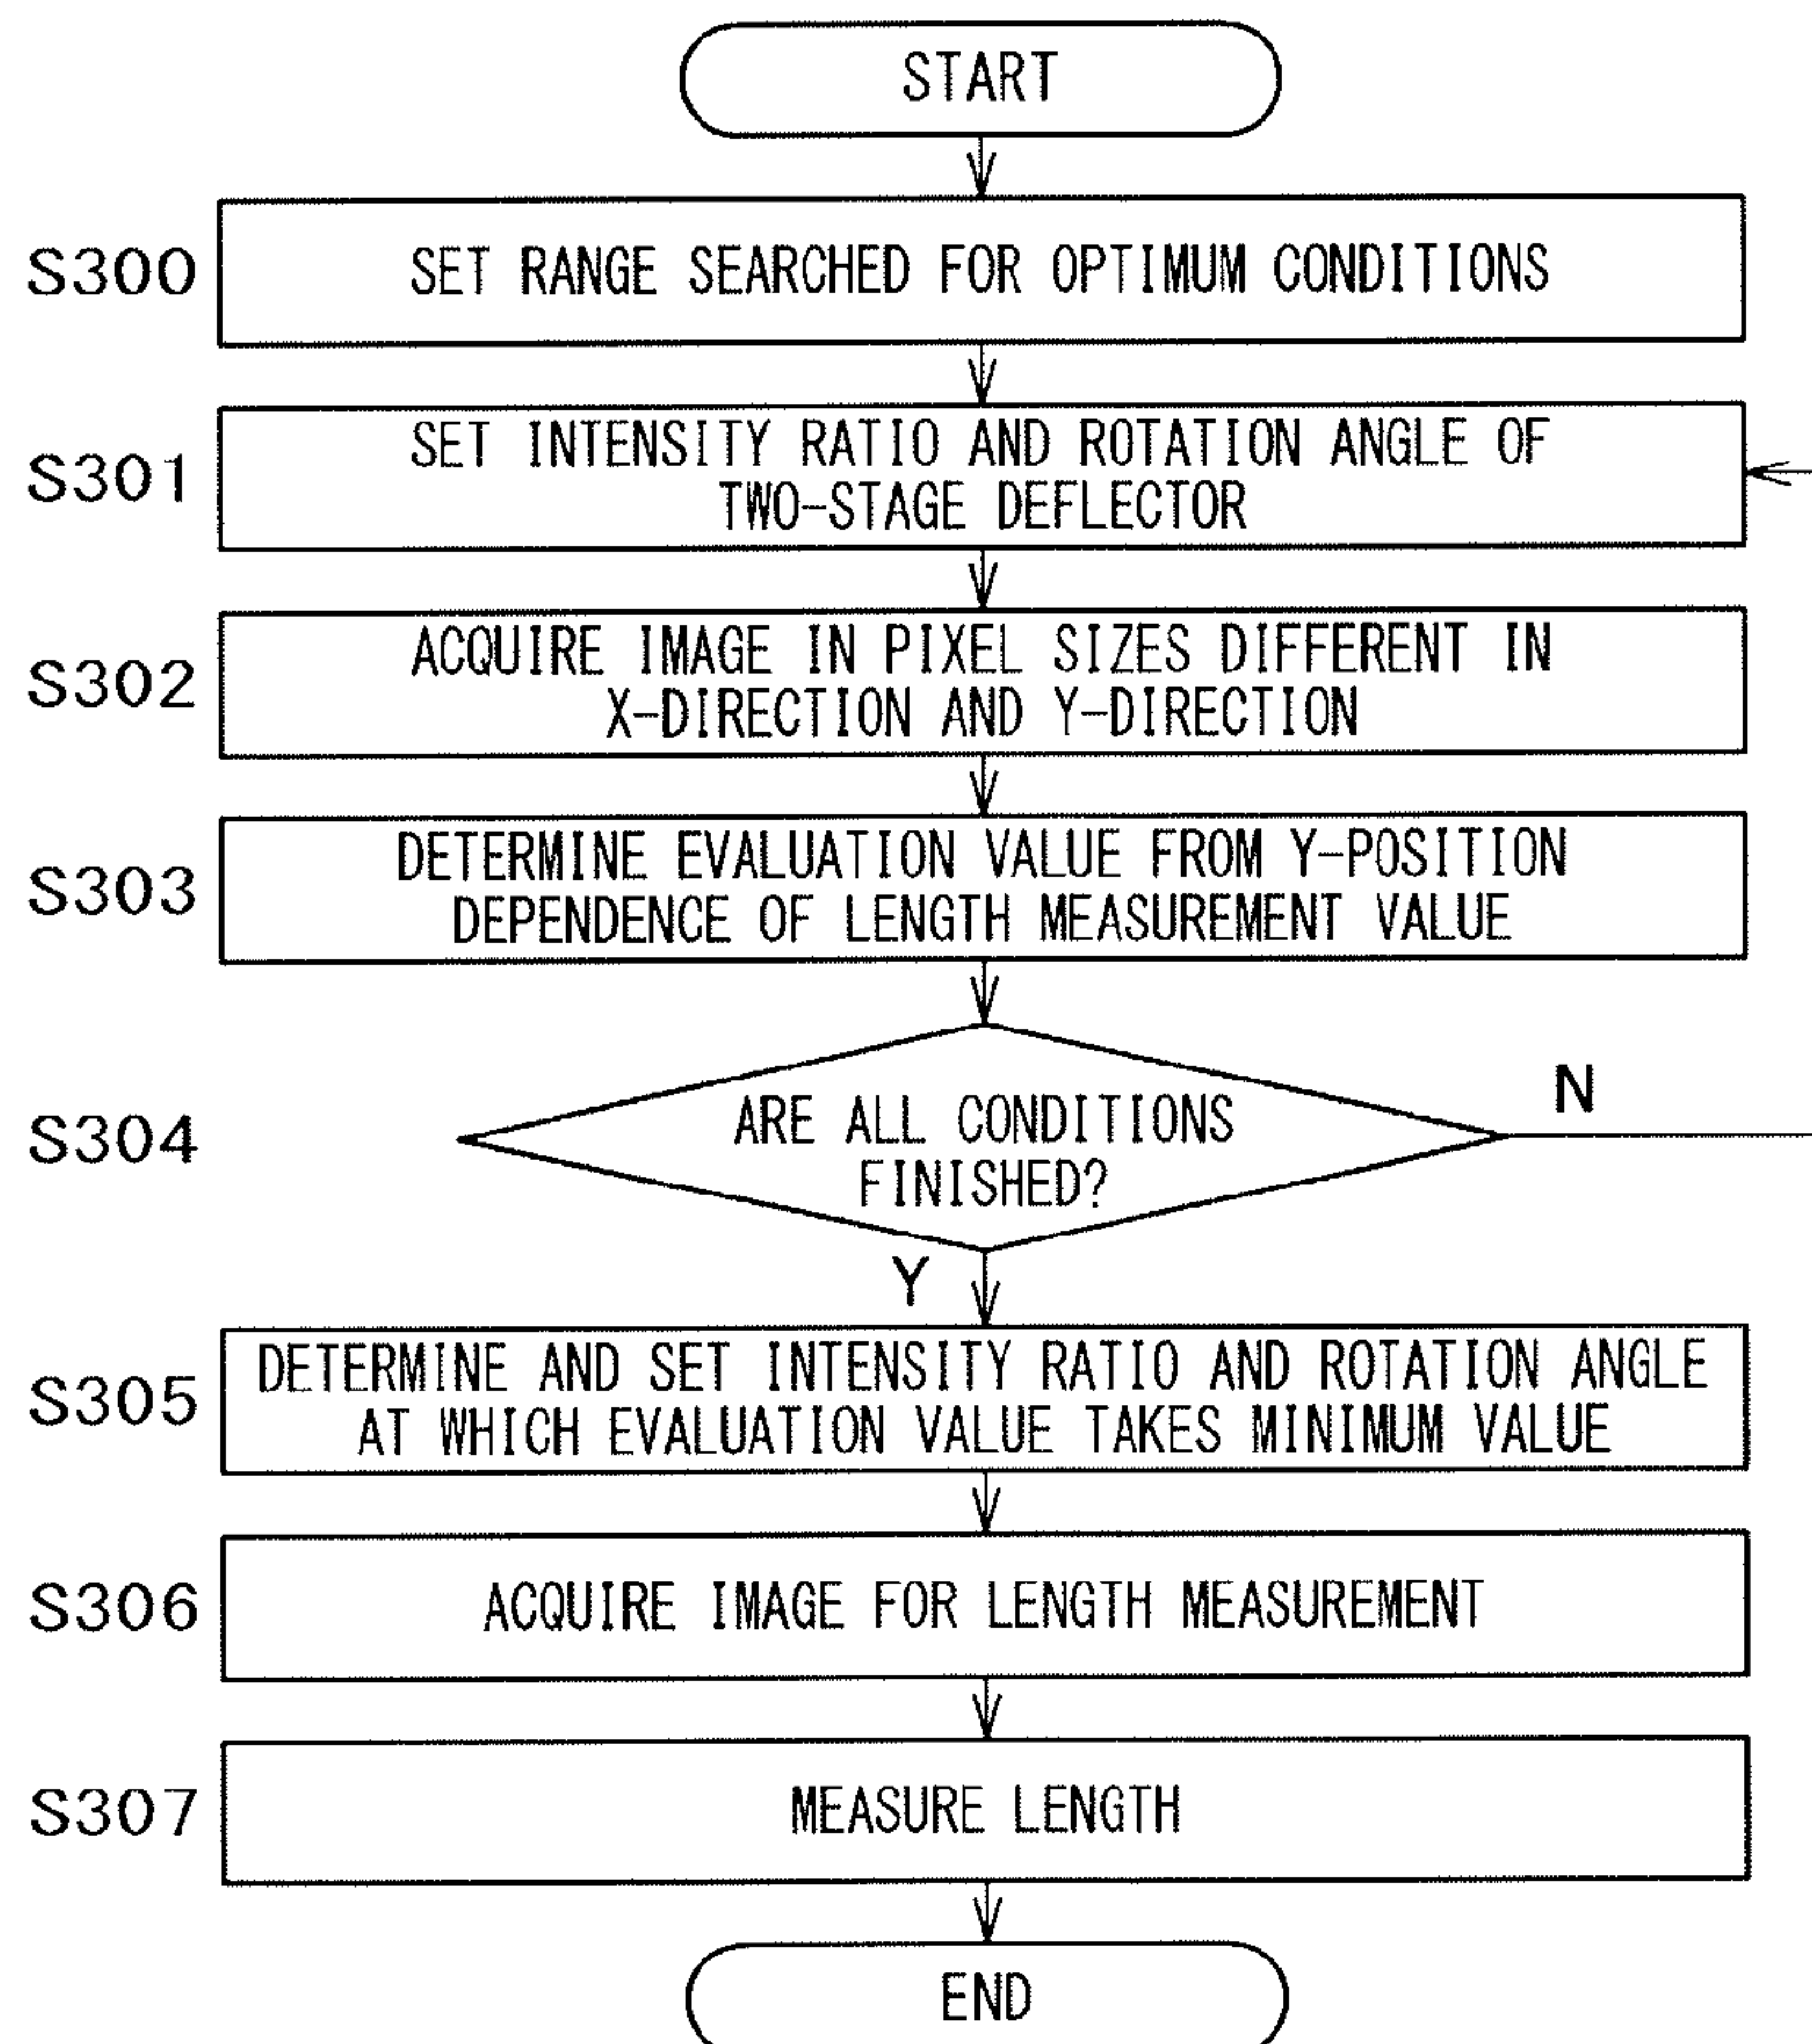 START
S300
SET RANGE SEARCHED FOR OPTIMUM CONDITIONS
S301
SET INTENSITY RATIO AND ROTATION ANGLE OF
TWO-STAGE DEFLECTOR
S302
ACQUIRE IMAGE IN PIXEL SIZES DIFFERENT IN
X-DIRECTION AND Y-DIRECTION
S303
DETERMINE EVALUATION VALUE FROM Y-POSITION
DEPENDENCE OF LENGTH MEASUREMENT VALUE
S304
ARE ALL CONDITIONS
FINISHED?
N
Y
S305
DETERMINE AND SET INTENSITY RATIO AND ROTATION ANGLE
AT WHICH EVALUATION VALUE TAKES MINIMUM VALUE
S306
ACQUIRE IMAGE FOR LENGTH MEASUREMENT
S307
MEASURE LENGTH
END